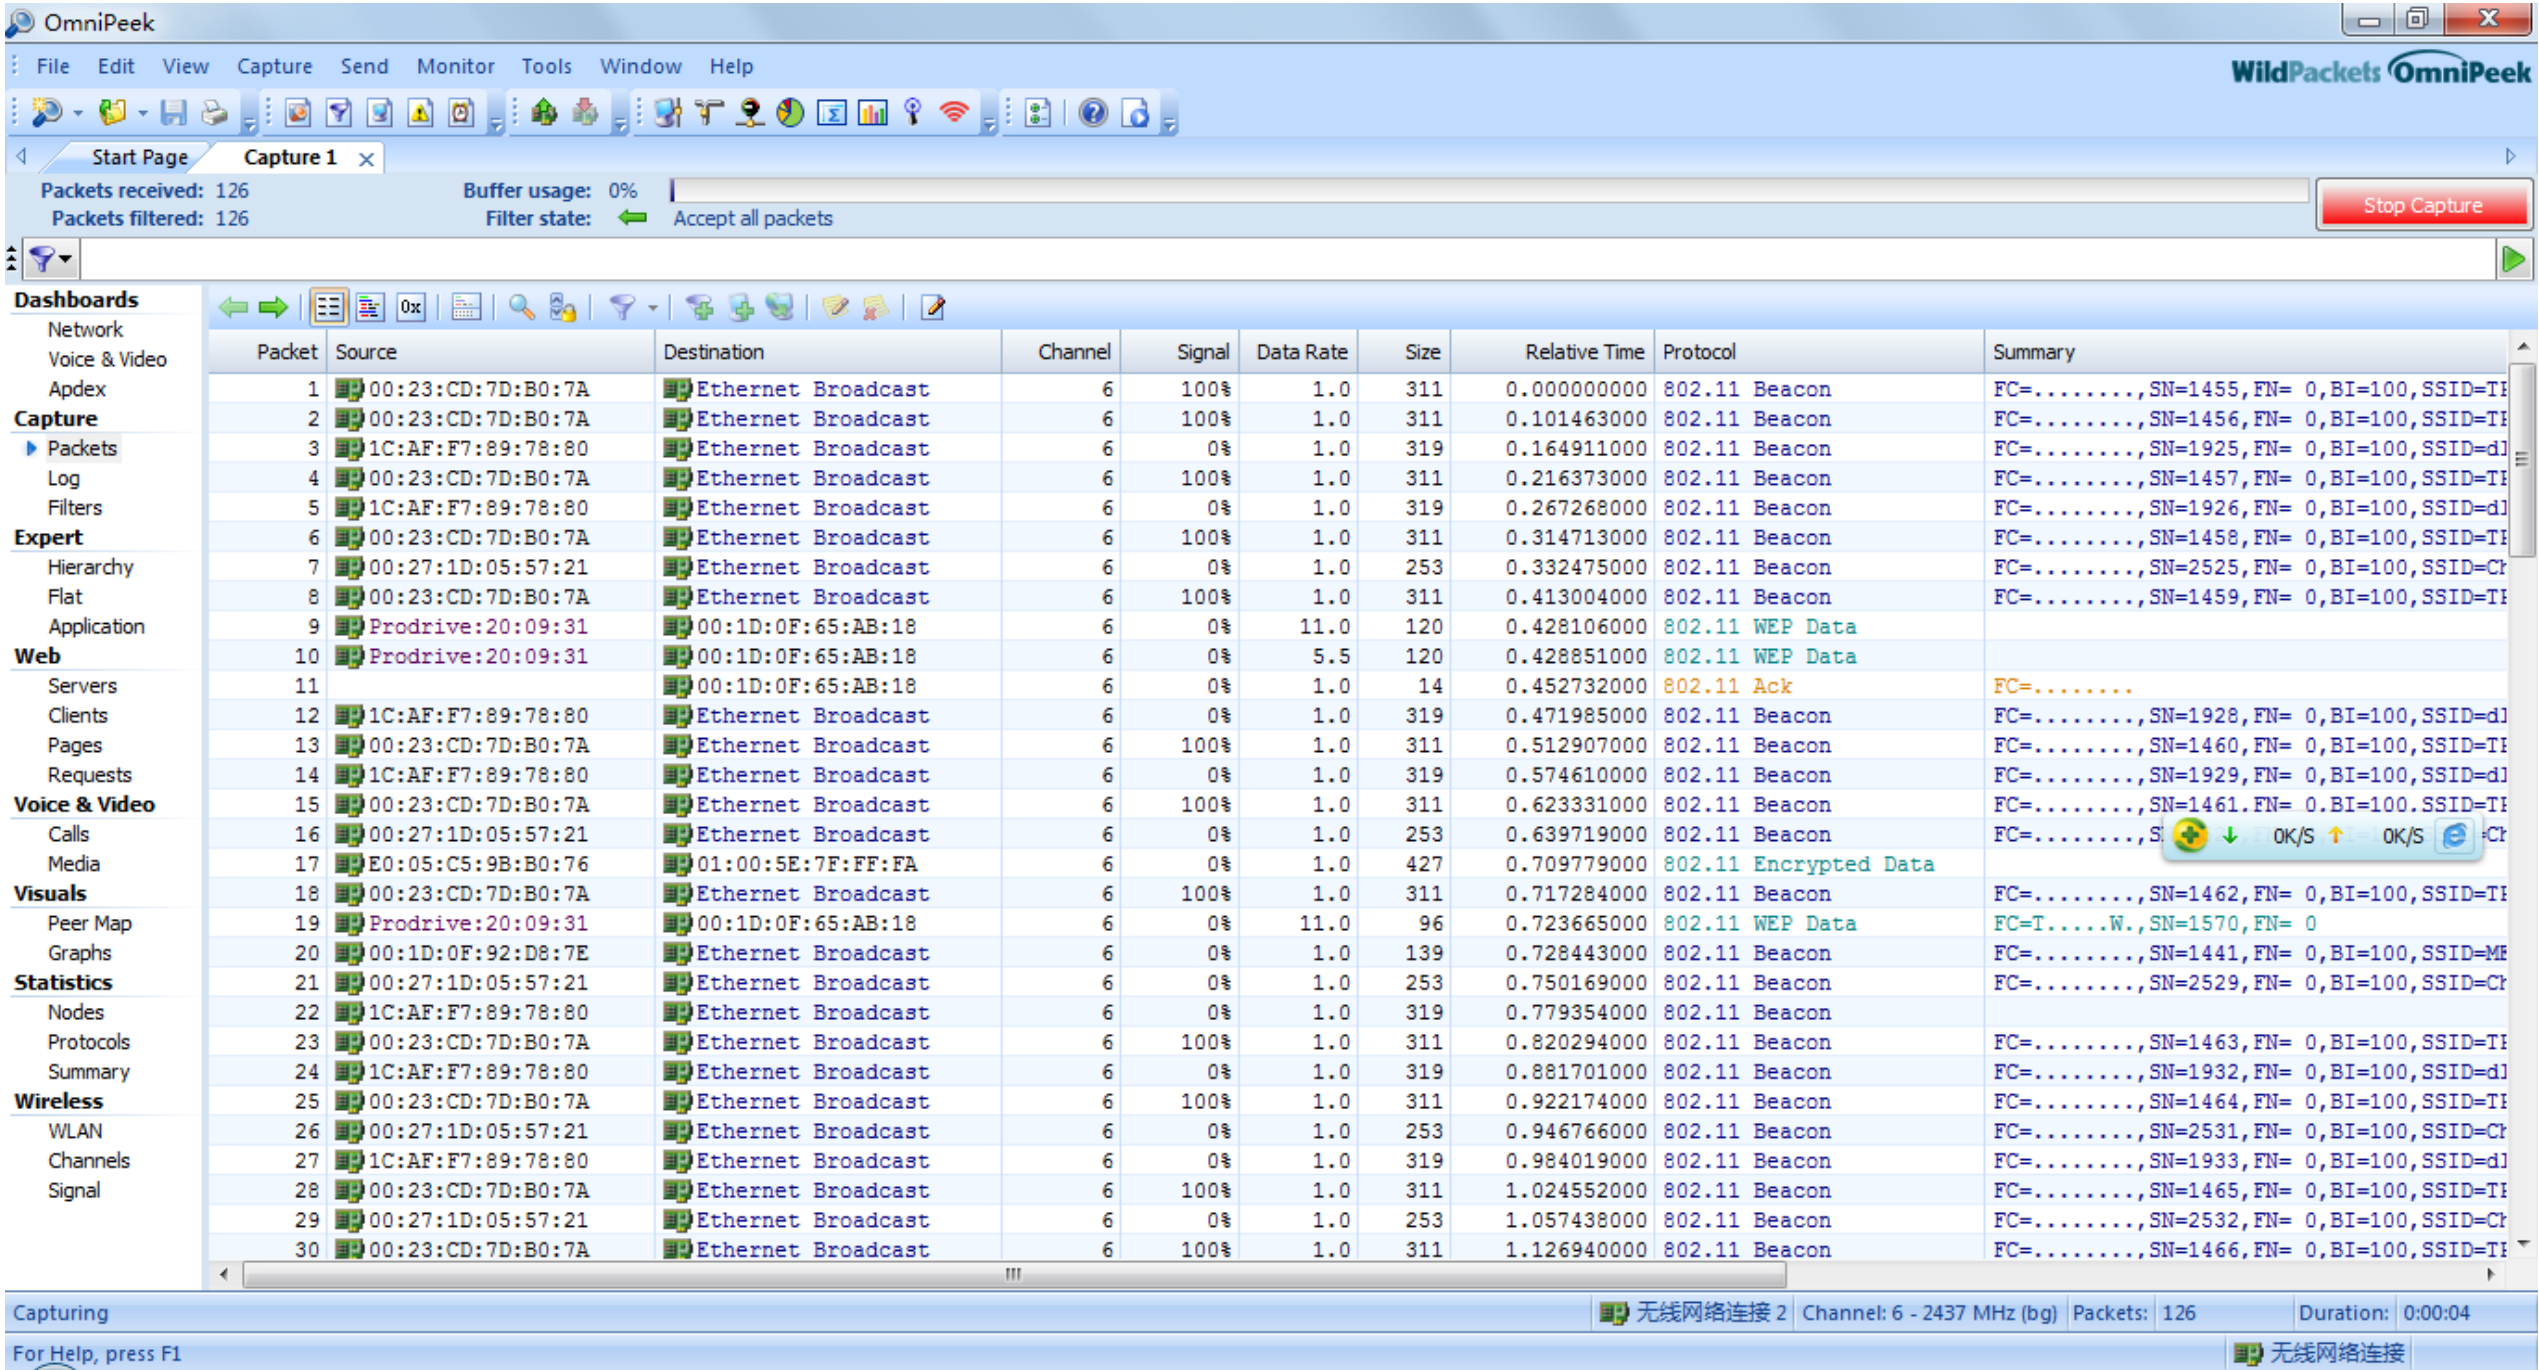 OmniPeek
File Edit View Capture Send Monitor Tools Window Help
WildPackets OmniPeek
Start Page Capture 1
Packets received: 126 Buffer usage: 0%
Stop Capture
Packets filtered: 126 Filter state: Accept all packets
Dashboards
Network
Voice & Video
Apdex
Capture
Packets
Log
Filters
Expert
Hierarchy
Flat
Application
Web
Servers
Clients
Pages
Requests
Voice & Video
Calls
Media
Visuals
Peer Map
Graphs
Statistics
Nodes
Protocols
Summary
Wireless
WLAN
Channels
Signal
0x
Packet Source Destination Channel Signal Data Rate Size Relative Time Protocol Summary
1 00:23:CD:7D:B0:7A Ethernet Broadcast 6 100% 1.0 311 0.000000000 802.11 Beacon FC=........,SN=1455,FN= 0,BI=100,SSID=
2 00:23:CD:7D:B0:7A Ethernet Broadcast 6 100% 1.0 311 0.101463000 802.11 Beacon FC=........,SN=1456,FN= 0,BI=100,SSID=
3 1C:AF:F7:89:78:80 Ethernet Broadcast 6 0% 1.0 319 0.164911000 802.11 Beacon FC=........,SN=1925,FN= 0,BI=100,SSID=
4 00:23:CD:7D:B0:7A Ethernet Broadcast 6 100% 1.0 311 0.216373000 802.11 Beacon FC=........,SN=1457,FN= 0,BI=100,SSID=
5 1C:AF:F7:89:78:80 Ethernet Broadcast 6 0% 1.0 319 0.267268000 802.11 Beacon FC=........,SN=1926,FN= 0,BI=100,SSID=
6 00:23:CD:7D:B0:7A Ethernet Broadcast 6 100% 1.0 311 0.314713000 802.11 Beacon FC=........,SN=1458,FN= 0,BI=100,SSID=
7 00:27:1D:05:57:21 Ethernet Broadcast 6 0% 1.0 253 0.332475000 802.11 Beacon FC=........,SN=2525,FN= 0,BI=100,SSID=
8 00:23:CD:7D:B0:7A Ethernet Broadcast 6 100% 1.0 311 0.413004000 802.11 Beacon FC=........,SN=1459,FN= 0,BI=100,SSID=
9 Prodrive:20:09:31 00:1D:0F:65:AB:18 6 0% 11.0 120 0.428106000 802.11 WEP Data
10 Prodrive:20:09:31 00:1D:0F:65:AB:18 6 0% 5.5 120 0.428851000 802.11 WEP Data
11 00:1D:0F:65:AB:18 6 0% 1.0 14 0.452732000 802.11 Ack FC=........
12 1C:AF:F7:89:78:80 Ethernet Broadcast 6 0% 1.0 319 0.471985000 802.11 Beacon FC=........,SN=1928,FN= 0,BI=100,SSID=
13 00:23:CD:7D:B0:7A Ethernet Broadcast 6 100% 1.0 311 0.512907000 802.11 Beacon FC=........,SN=1460,FN= 0,BI=100,SSID=
14 1C:AF:F7:89:78:80 Ethernet Broadcast 6 0% 1.0 319 0.574610000 802.11 Beacon FC=........,SN=1929,FN= 0,BI=100,SSID=
15 00:23:CD:7D:B0:7A Ethernet Broadcast 6 100% 1.0 311 0.623331000 802.11 Beacon FC=........,SN=1461,FN= 0,BI=100,SSID=
16 00:27:1D:05:57:21 Ethernet Broadcast 6 0% 1.0 253 0.639719000 802.11 Beacon FC=........,
0K/S 0K/S
17 E0:05:C5:9B:B0:76 01:00:5E:7F:FF:FA 6 0% 1.0 427 0.709779000 802.11 Encrypted Data
18 00:23:CD:7D:B0:7A Ethernet Broadcast 6 100% 1.0 311 0.717284000 802.11 Beacon FC=........,SN=1462,FN= 0,BI=100,SSID=
19 Prodrive:20:09:31 00:1D:0F:65:AB:18 6 0% 11.0 96 0.723665000 802.11 WEP Data FC=T.....W.,SN=1570,FN= 0
20 00:1D:0F:92:D8:7E Ethernet Broadcast 6 0% 1.0 139 0.728443000 802.11 Beacon FC=........,SN=1441,FN= 0,BI=100,SSID=
21 00:27:1D:05:57:21 Ethernet Broadcast 6 0% 1.0 253 0.750169000 802.11 Beacon FC=........,SN=2529,FN= 0,BI=100,SSID=
22 1C:AF:F7:89:78:80 Ethernet Broadcast 6 0% 1.0 319 0.779354000 802.11 Beacon
23 00:23:CD:7D:B0:7A Ethernet Broadcast 6 100% 1.0 311 0.820294000 802.11 Beacon FC=........,SN=1463,FN= 0,BI=100,SSID=
24 1C:AF:F7:89:78:80 Ethernet Broadcast 6 0% 1.0 319 0.881701000 802.11 Beacon FC=........,SN=1932,FN= 0,BI=100,SSID=
25 00:23:CD:7D:B0:7A Ethernet Broadcast 6 100% 1.0 311 0.922174000 802.11 Beacon FC=........,SN=1464,FN= 0,BI=100,SSID=
26 00:27:1D:05:57:21 Ethernet Broadcast 6 0% 1.0 253 0.946766000 802.11 Beacon FC=........,SN=2531,FN= 0,BI=100,SSID=
27 1C:AF:F7:89:78:80 Ethernet Broadcast 6 0% 1.0 319 0.984019000 802.11 Beacon FC=........,SN=1933,FN= 0,BI=100,SSID=
28 00:23:CD:7D:B0:7A Ethernet Broadcast 6 100% 1.0 311 1.024552000 802.11 Beacon FC=........,SN=1465,FN= 0,BI=100,SSID=
29 00:27:1D:05:57:21 Ethernet Broadcast 6 0% 1.0 253 1.057438000 802.11 Beacon FC=........,SN=2532,FN= 0,BI=100,SSID=
30 00:23:CD:7D:B0:7A Ethernet Broadcast 6 100% 1.0 311 1.126940000 802.11 Beacon FC=........,SN=1466,FN= 0,BI=100,SSID=
Capturing 无线网络连接 2 Channel: 6 - 2437 MHz (bg) Packets: 126 Duration: 0:00:04
For Help, press F1 无线网络连接